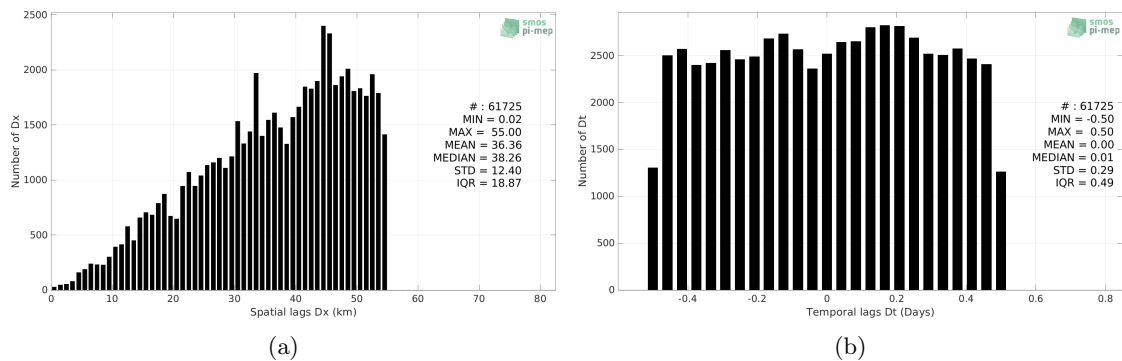 2500
2000
1500
1000
500
0
0 10 20 30 40 50 60 70 80
Number of Dx
Spatial lags Dx (km)
smos
pi-mep
# : 61725
MIN = 0.02
MAX = 55.00
MEAN = 36.36
MEDIAN = 38.26
STD = 12.40
IQR = 18.87
(a)
2500
2000
1500
1000
500
0
-0.4 -0.2 0 0.2 0.4 0.6 0.8
Number of Dt
Temporal lags Dt (Days)
smos
pi-mep
# : 61725
MIN = -0.50
MAX = 0.50
MEAN = 0.00
MEDIAN = 0.01
STD = 0.29
IQR = 0.49
(b)